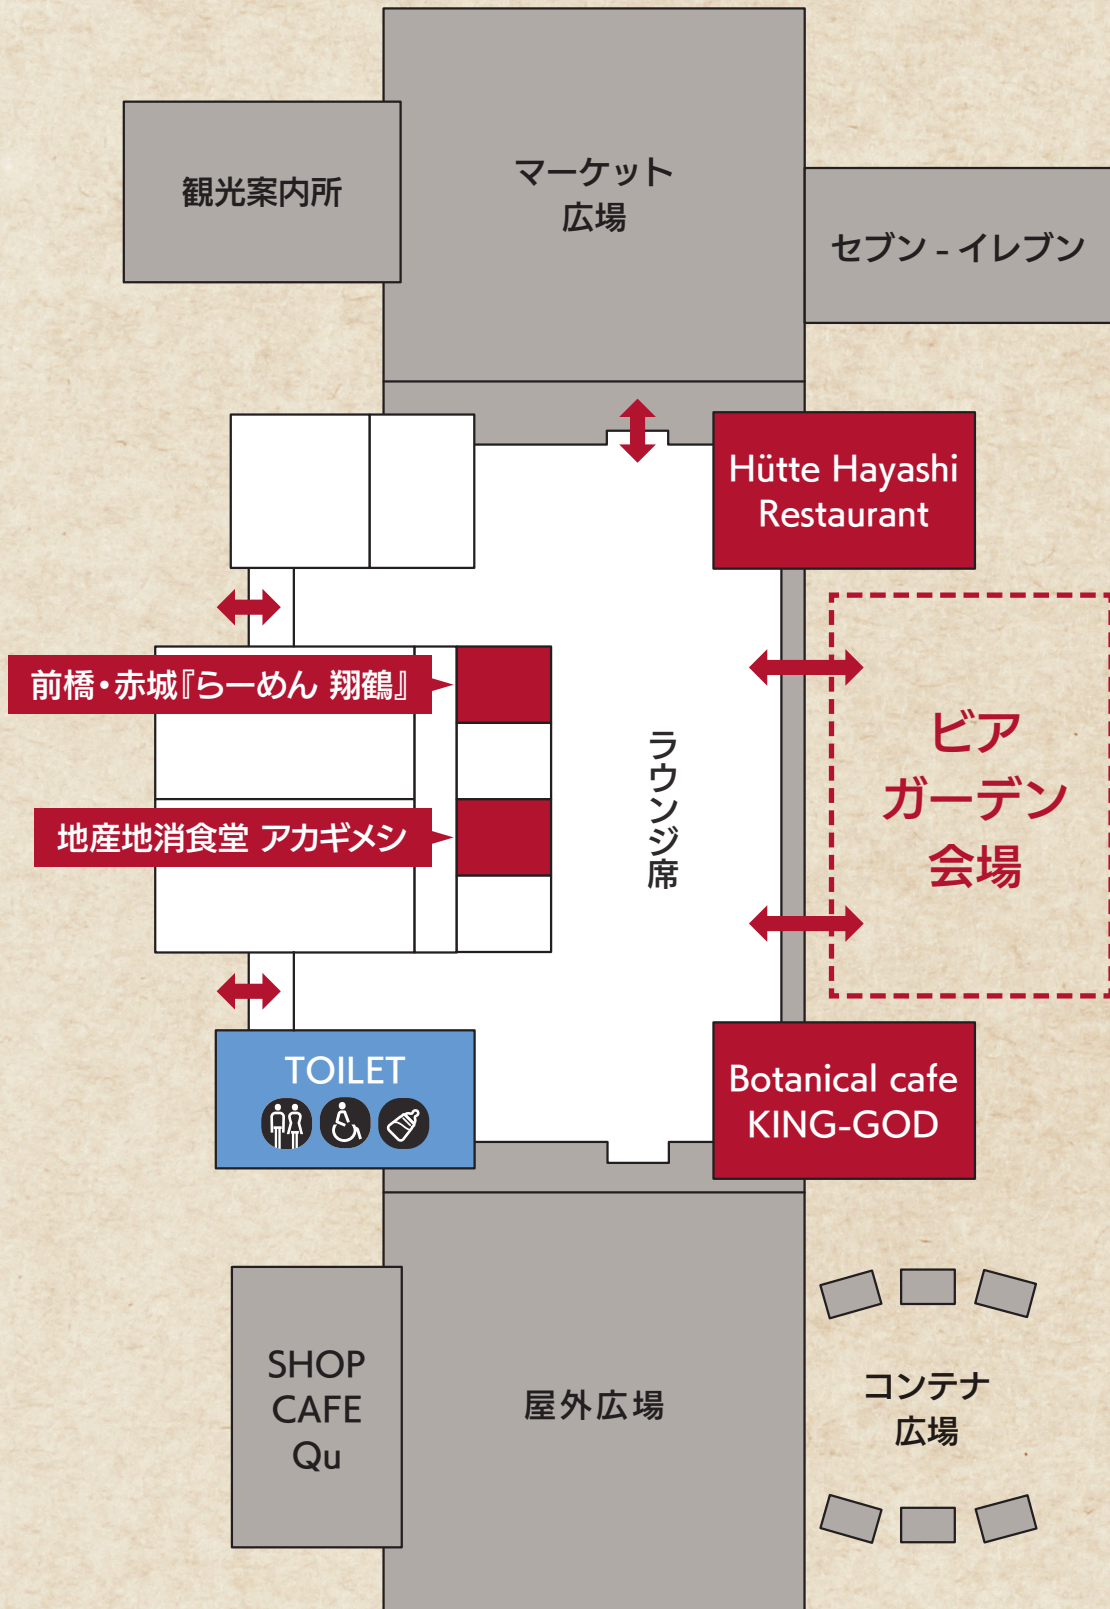 マーケット
広場
観光案内所
セブン - イレブン
Hütte Hayashi
Restaurant
前橋・赤城『らーめん 翔鶴』
地産地消食堂 アカギメシ
ラウンジ席
ビア
ガーデン
会場
TOILET
Botanical cafe
KING-GOD
SHOP
CAFE
Qu
屋外広場
コンテナ
広場